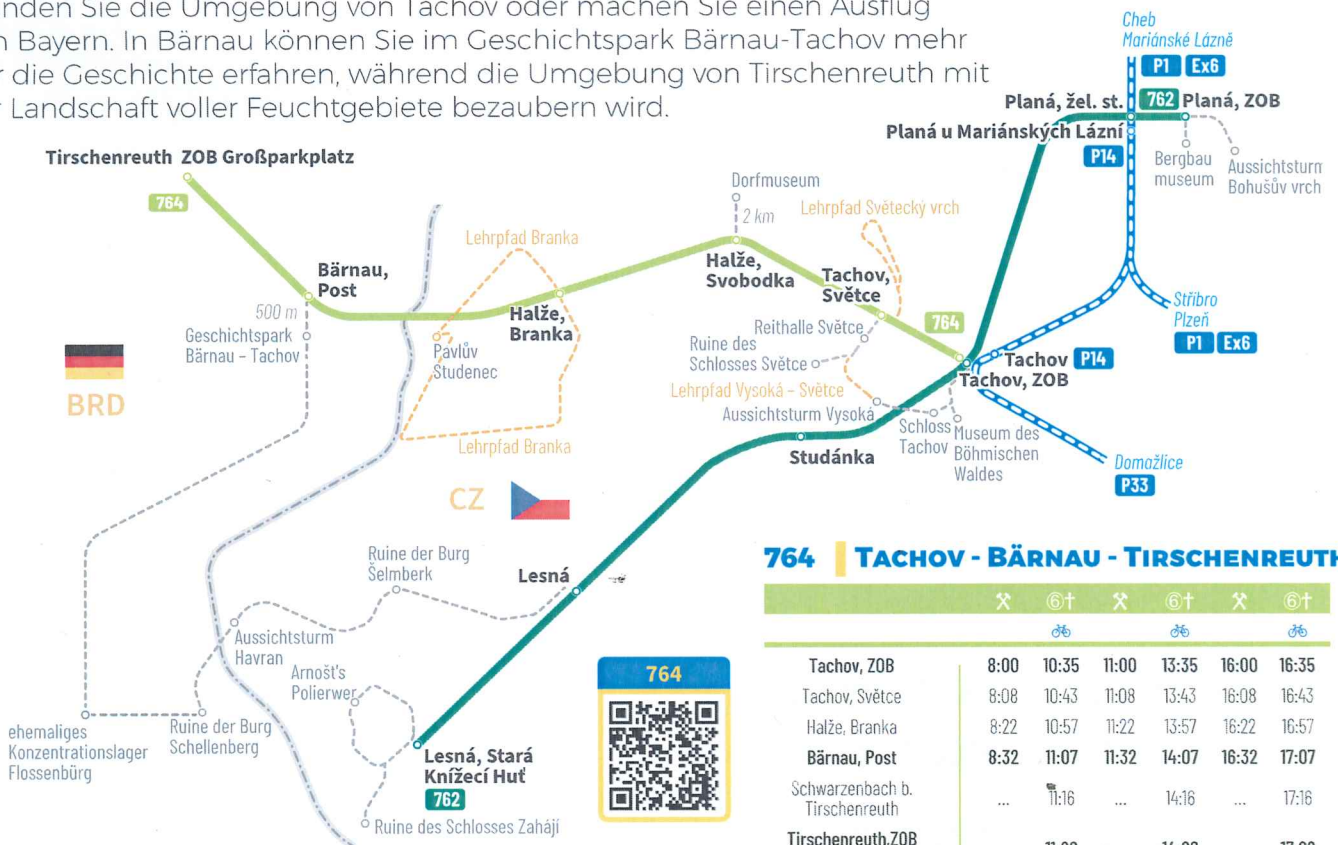 die Umgebung von Tachov oder machen Sie einen Ausflug
Bayern. In Bärnau können Sie im Geschichtspark Bärnau-Tachov mehr
die Geschichte erfahren, während die Umgebung von Tirschenreuth mit
Landschaft voller Feuchtgebiete bezaubern wird.
Cheb
Mariánské Lázně
P1 Ex6
Planá, žel. st. 762 Planá, ZOB
Planá u Mariánských Lázní
P14
Bergbau
museum
Aussichtsturm
Bohušův vrch
Tirschenreuth ZOB Großparkplatz
764
Dorfmuseum
2 km
Lehrpfad Světecký vrch
Lehrpfad Branka
Bärnau,
Post
Halže,
Svobodka
Tachov,
Světce
500 m
Geschichtspark
Bärnau – Tachov
Halže,
Branka
Pavlův
Studenec
Reithalle Světce
Ruine des
Schlosses Světce
764
Stříbro
Plzeň
P1 Ex6
Tachov P14
Tachov, ZOB
BRD
Lehrpfad Vysoká – Světce
Aussichtsturm Vysoká
Schloss
Tachov
Museum des
Böhmischen
Waldes
Lehrpfad Branka
Studánka
Domažlice
P33
CZ
Ruine der Burg
Šelmberk
Lesná
Aussichtsturm
Havran
Arnošt's
Polierwer
ehemaliges
Konzentrationslager
Flossenbürg
Ruine der Burg
Schellenberg
Lesná, Stará
Knížecí Huť
762
Ruine des Schlosses Zahájí
764
764 TACHOV - BÄRNAU - TIRSCHENREUTH
⚒ ⑥† ⚒ ⑥† ⚒ ⑥†
Tachov, ZOB 8:00 10:35 11:00 13:35 16:00 16:35
Tachov, Světce 8:08 10:43 11:08 13:43 16:08 16:43
Halže, Branka 8:22 10:57 11:22 13:57 16:22 16:57
Bärnau, Post 8:32 11:07 11:32 14:07 16:32 17:07
Schwarzenbach b.
Tirschenreuth ... 11:16 ... 14:16 ... 17:16
Tirschenreuth,ZOB